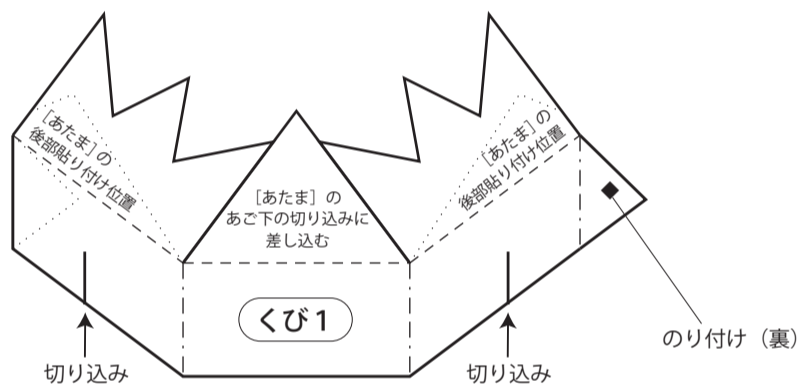 [あたま]の
後部貼り付け位置
[あたま]の
あご下の切り込みに
差し込む
[あたま]の
後部貼り付け位置
くび1
のり付け(裏)
切り込み
切り込み